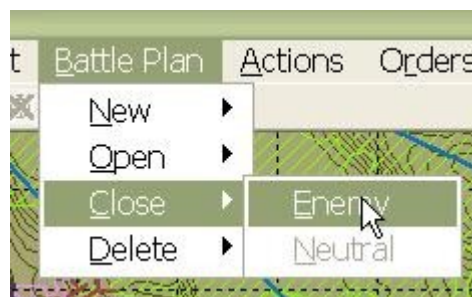 t Battle Plan Actions Orders
New
Open
Close Enemy
Delete Neutral